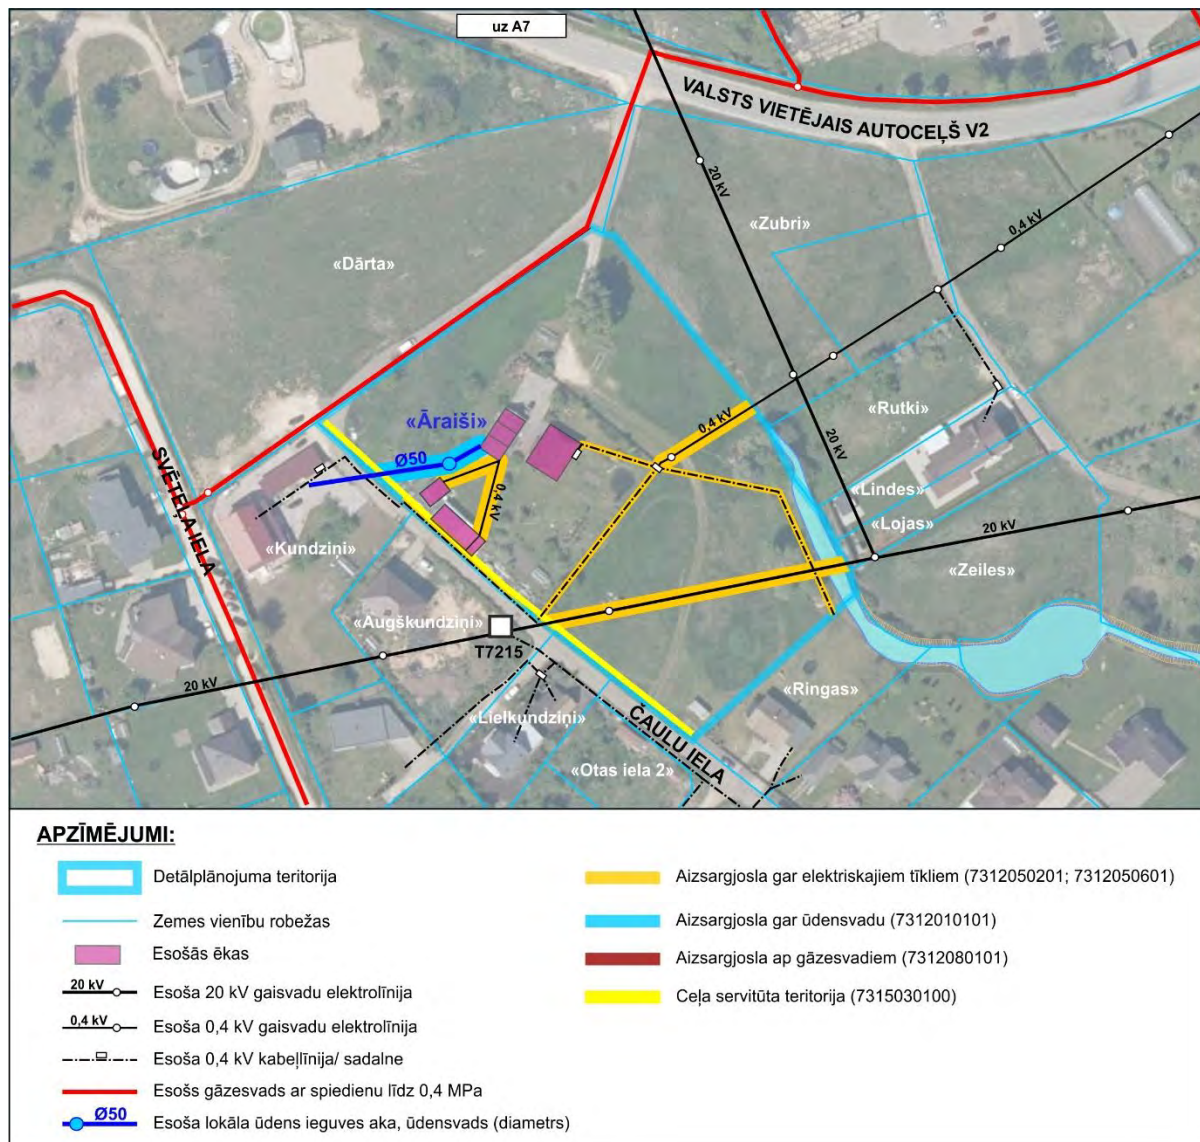 uz A7
VALSTS VIETĒJAIS AUTOCEĻŠ V2
20 kV
«Zubri»
0,4 kV
«Dārta»
«Rutki»
«Āraiši»
0,4 kV
Ø50
20 kV
SVĒTEĻA IELA
0,4 kV
«Lindes»
«Lojas»
20 kV
«Kundziņi»
«Zeiles»
«Augškundziņi»
T7215
20 kV
«Ringas»
«Lielkundziņi»
ČAULU IELA
«Otas iela 2»
APZĪMĒJUMI:
Detālplānojuma teritorija
Zemes vienību robežas
Esošās ēkas
20 kV Esoša 20 kV gaisvadu elektrolīnija
0,4 kV Esoša 0,4 kV gaisvadu elektrolīnija
Esoša 0,4 kV kabeļlīnija/ sadalne
Esošs gāzesvads ar spiedienu līdz 0,4 MPa
Ø50 Esoša lokāla ūdens ieguves aka, ūdensvads (diametrs)
Aizsargjosla gar elektriskajiem tīkliem (7312050201; 7312050601)
Aizsargjosla gar ūdensvadu (7312010101)
Aizsargjosla ap gāzesvadiem (7312080101)
Ceļa servitūta teritorija (7315030100)